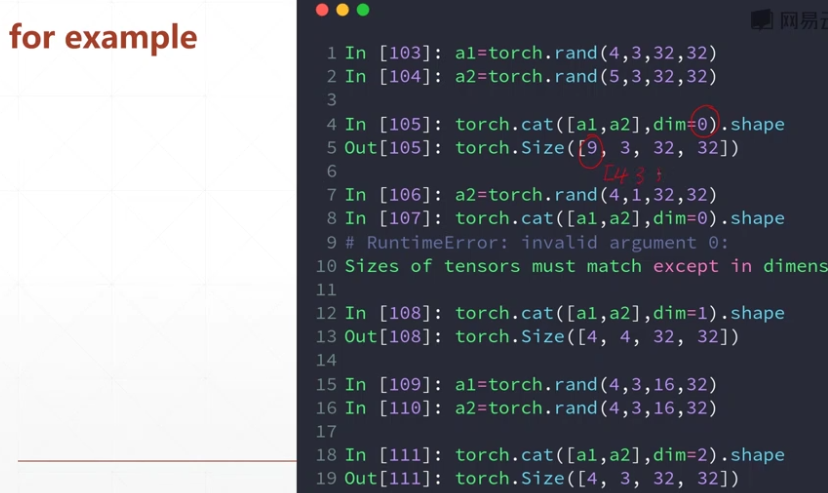 for example
网易云
1 In [103]: a1=torch.rand(4,3,32,32)
2 In [104]: a2=torch.rand(5,3,32,32)
3
4 In [105]: torch.cat([a1,a2],dim=0).shape
5 Out[105]: torch.Size([9, 3, 32, 32])
[4 3
6
7 In [106]: a2=torch.rand(4,1,32,32)
8 In [107]: torch.cat([a1,a2],dim=0).shape
9 # RuntimeError: invalid argument 0:
10 Sizes of tensors must match except in dimens
11
12 In [108]: torch.cat([a1,a2],dim=1).shape
13 Out[108]: torch.Size([4, 4, 32, 32])
14
15 In [109]: a1=torch.rand(4,3,16,32)
16 In [110]: a2=torch.rand(4,3,16,32)
17
18 In [111]: torch.cat([a1,a2],dim=2).shape
19 Out[111]: torch.Size([4, 3, 32, 32])